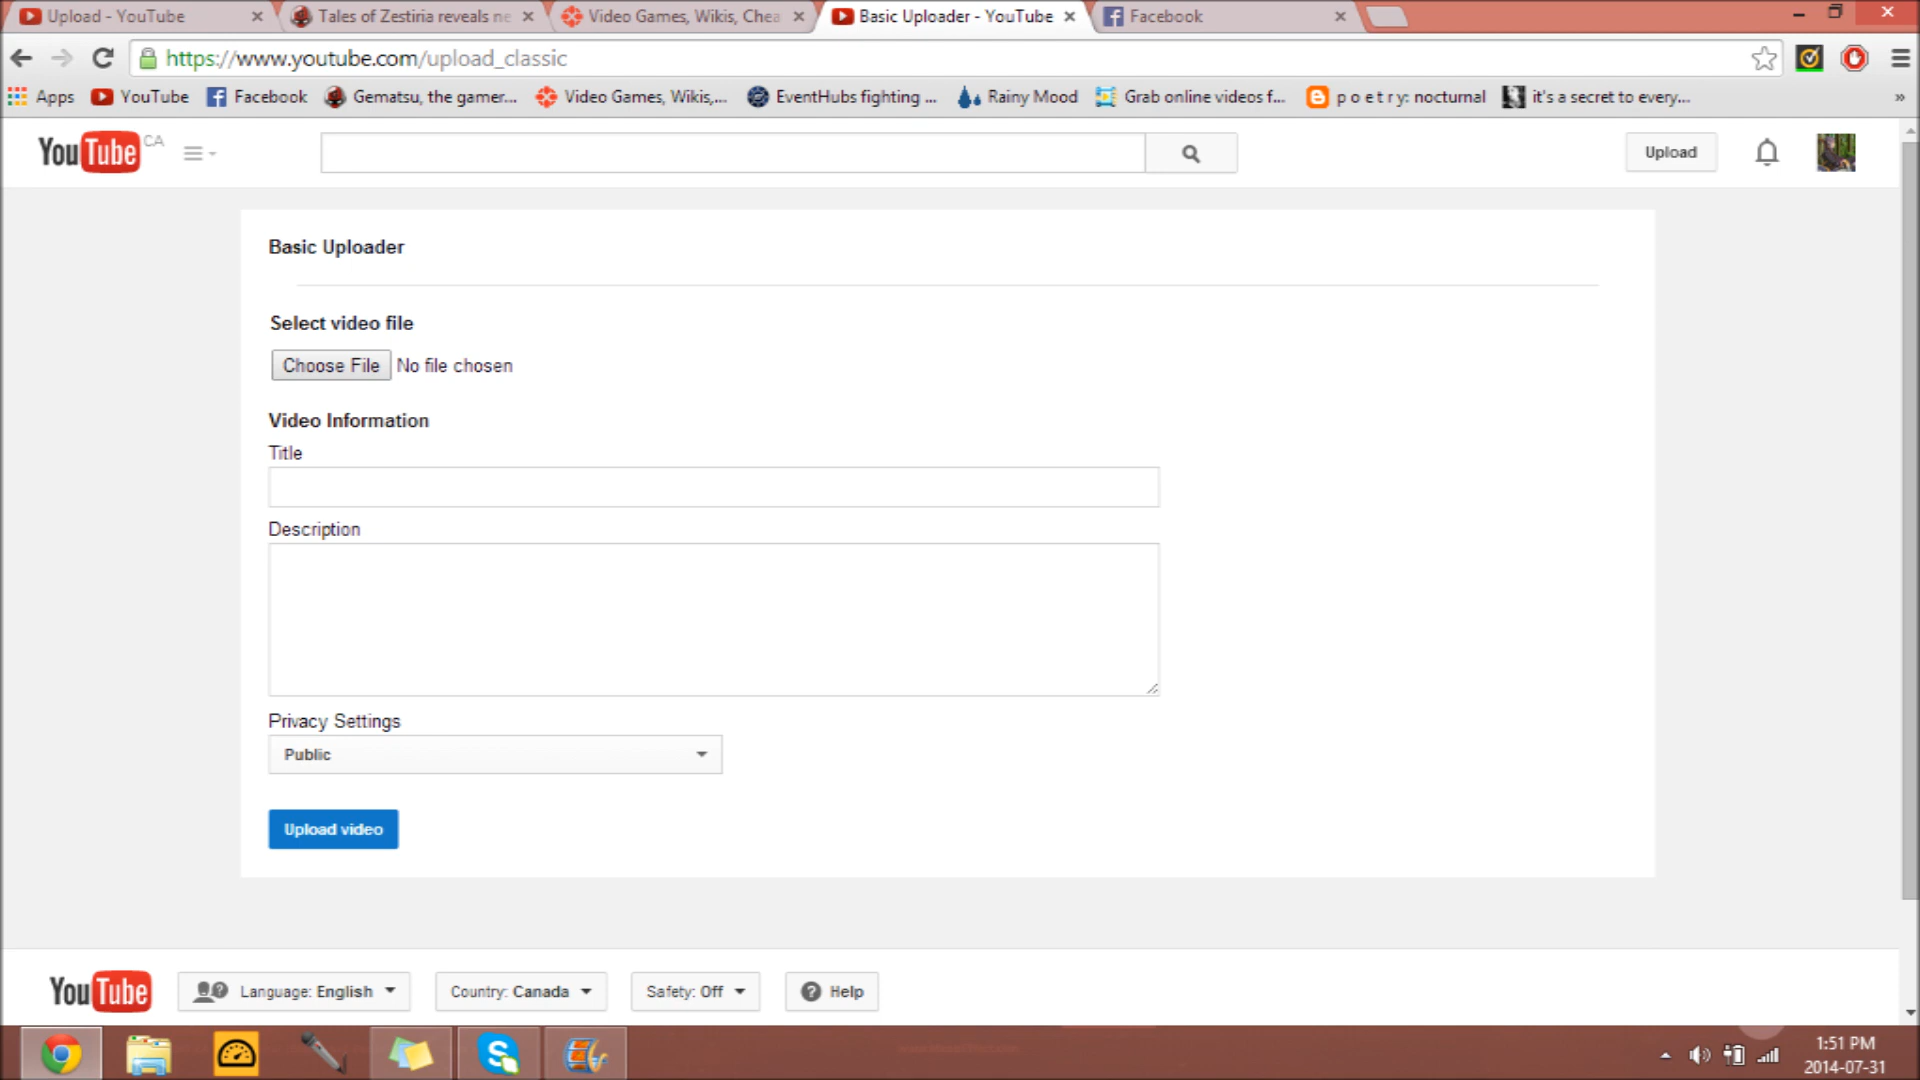 Upload - YouTube
Tales of Zestiria reveals ne
Video Games, Wikis, Chea
Basic Uploader - YouTube
Facebook
https://www.youtube.com/upload_classic
Apps
YouTube
Facebook
Gematsu, the gamer...
Video Games, Wikis,...
EventHubs fighting ...
Rainy Mood
Grab online videos f...
p o e t r y: nocturnal
it's a secret to every...
YouTube CA
Upload
Basic Uploader
Select video file
Choose File No file chosen
Video Information
Title
Description
Privacy Settings
Public
Upload video
YouTube
Language: English
Country: Canada
Safety: Off
Help
1:51 PM
2014-07-31